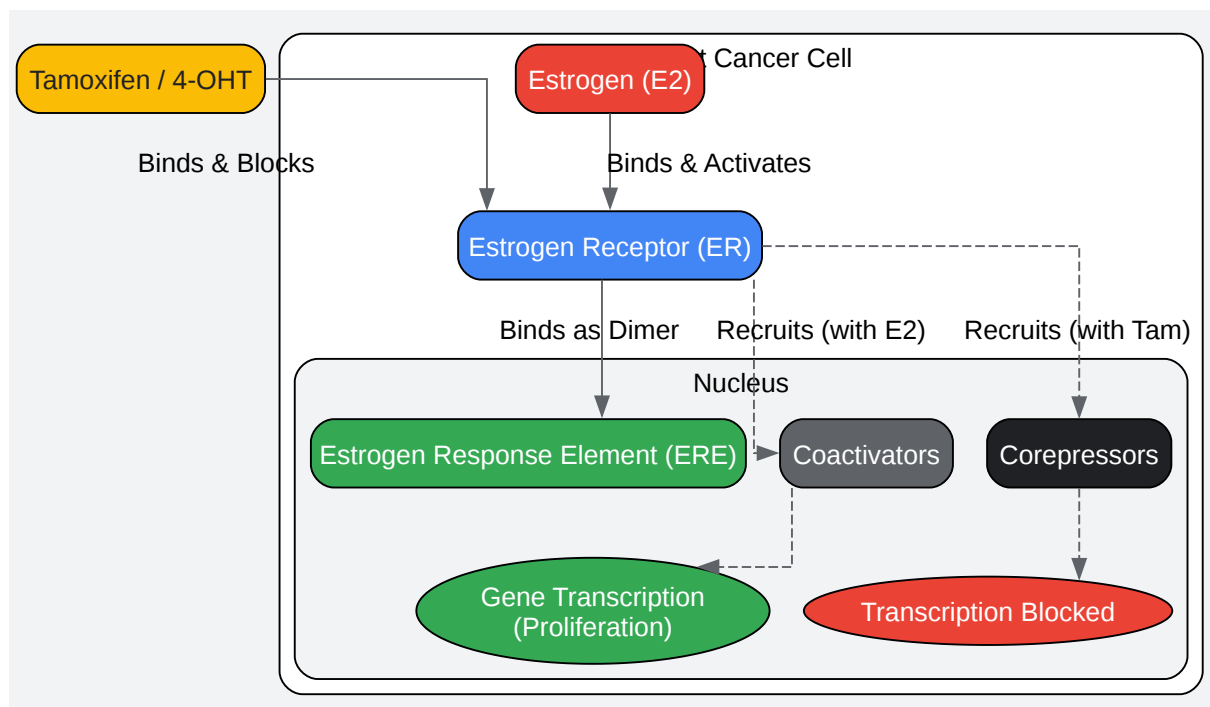 t Cancer Cell
Tamoxifen / 4-OHT
Estrogen (E2)
Binds & Blocks
Binds & Activates
Estrogen Receptor (ER)
Binds as Dimer
Recruits (with E2)
Recruits (with Tam)
Nucleus
Estrogen Response Element (ERE)
Coactivators
Corepressors
Gene Transcription
(Proliferation)
Transcription Blocked